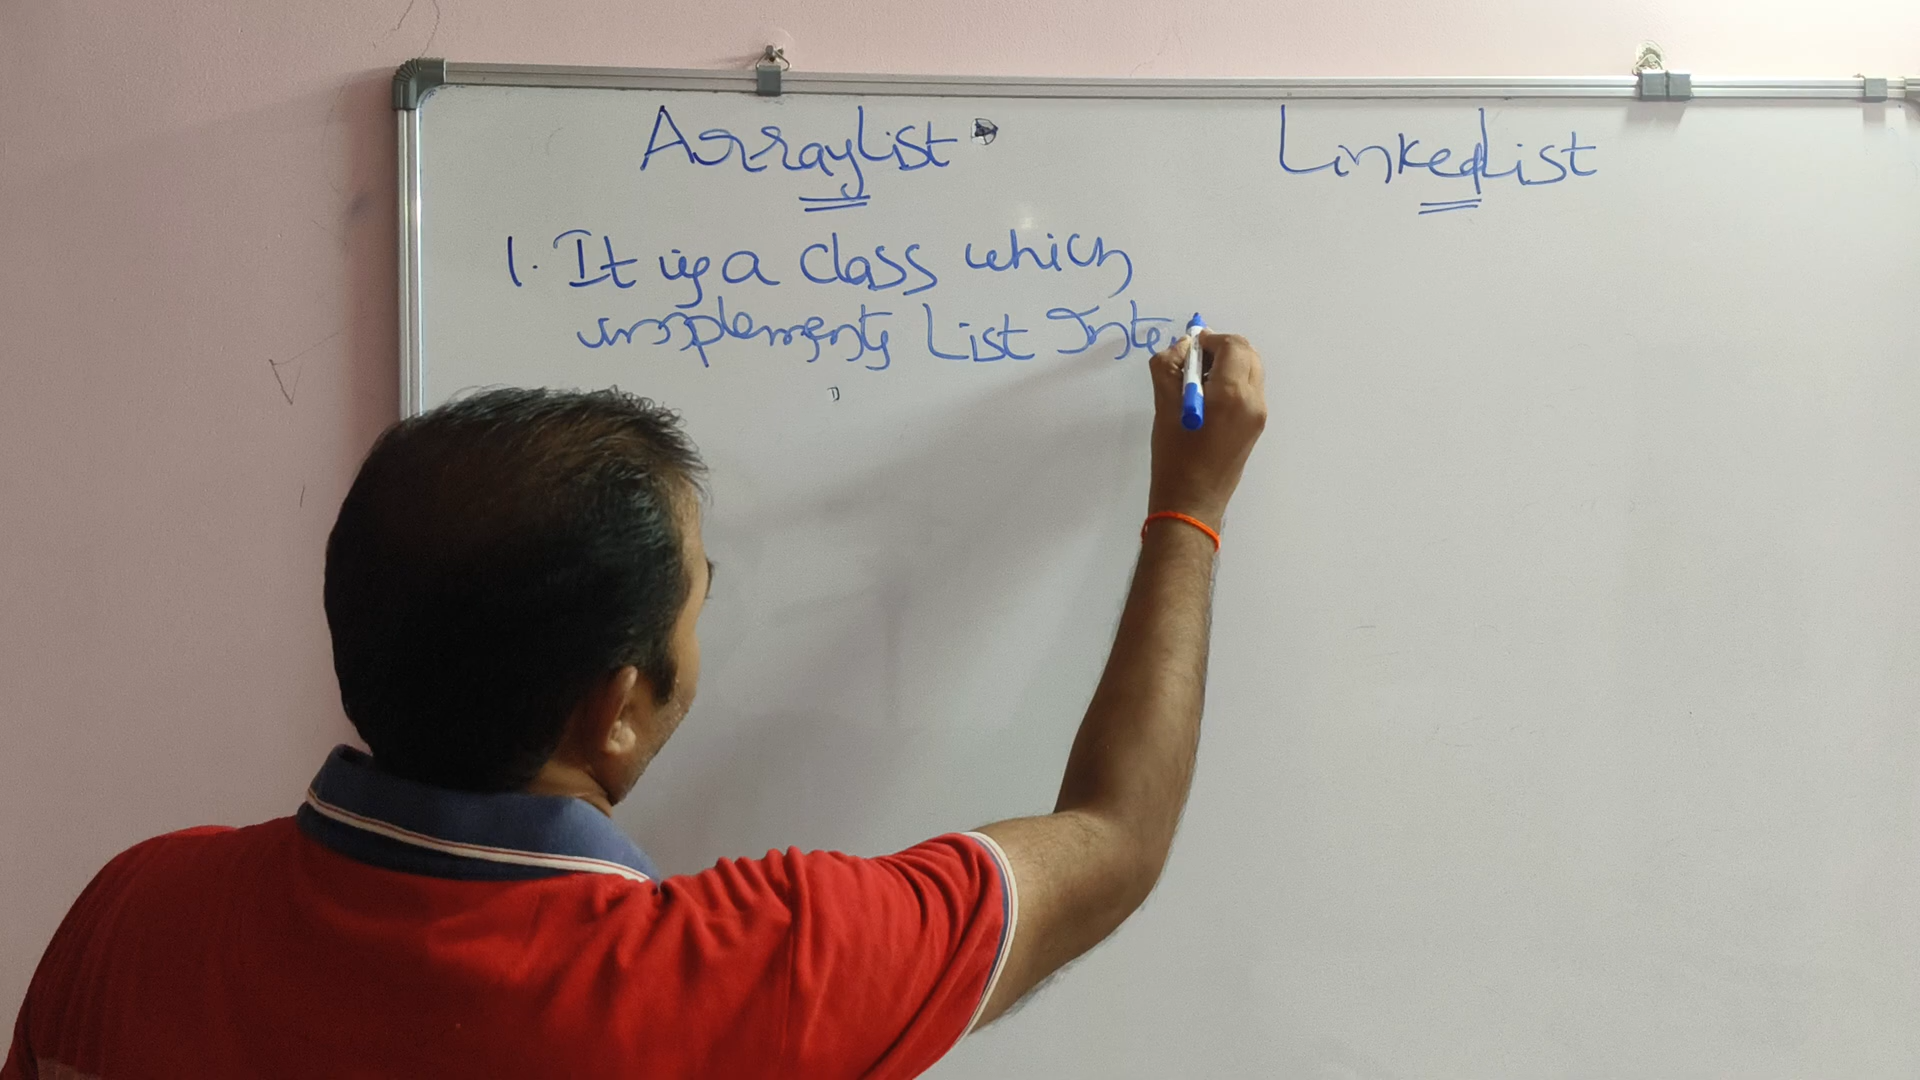 ArrayList
LinkedList
1. It is a class which
implements List Inte